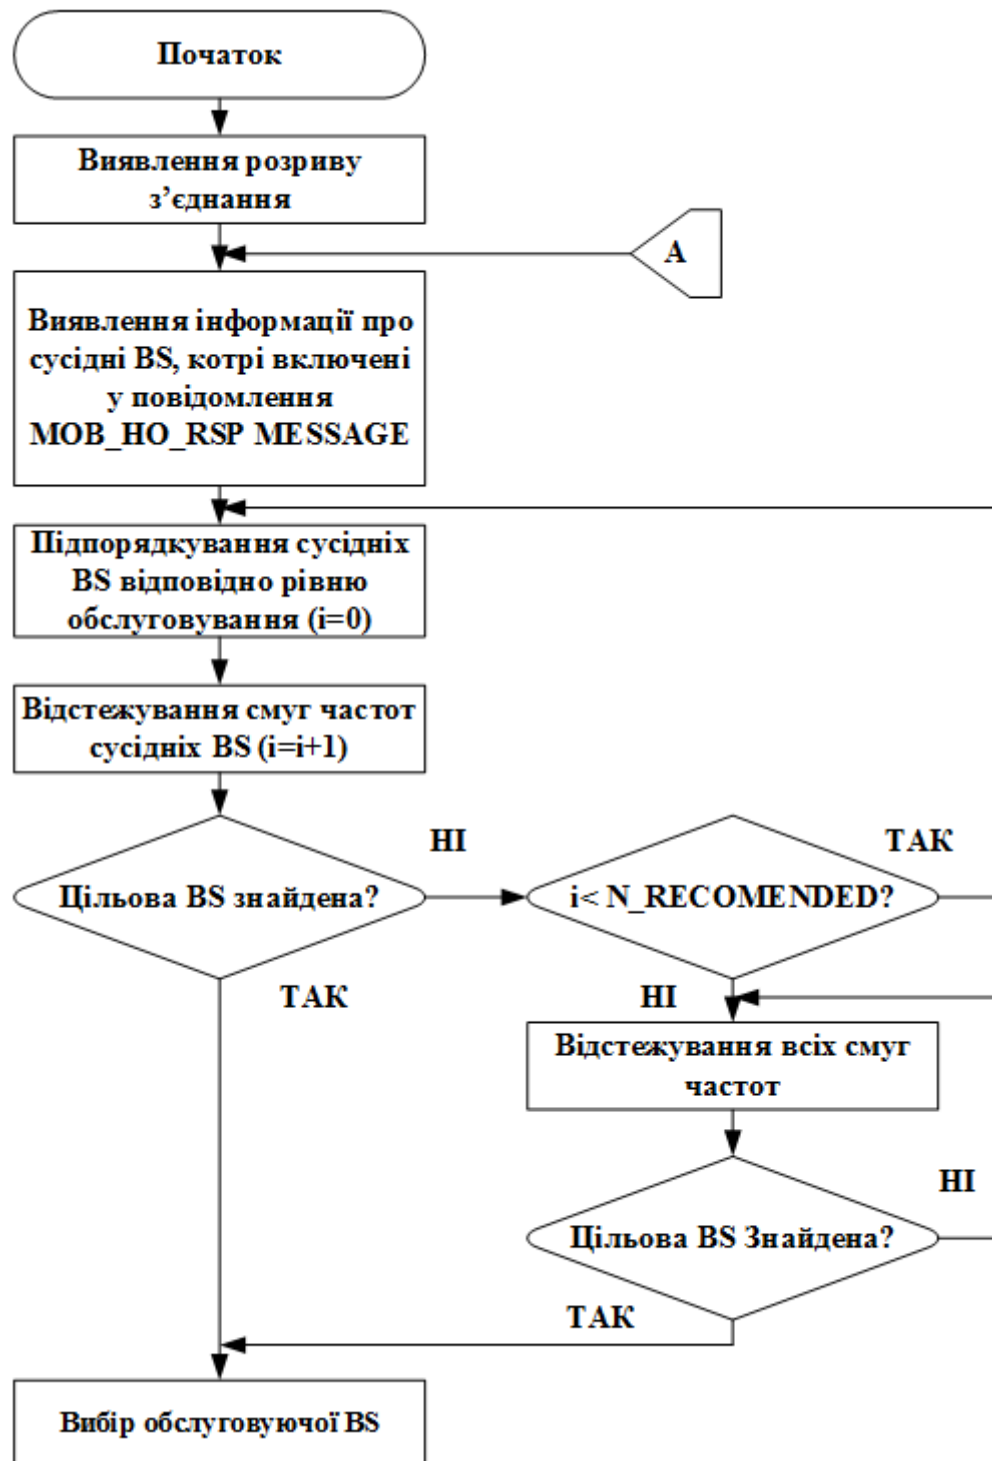 Початок
Виявлення розриву
з’єднання
А
Виявлення інформації про
сусідні BS, котрі включені
у повідомлення
MOB_HO_RSP MESSAGE
Підпорядкування сусідніх
BS відповідно рівню
обслуговування (i=0)
Відстежування смуг частот
сусідніх BS (i=i+1)
Цільова BS знайдена?
НІ
i< N_RECOMENDED?
ТАК
ТАК
НІ
Відстежування всіх смуг
частот
Цільова BS Знайдена?
НІ
ТАК
Вибір обслуговуючої BS